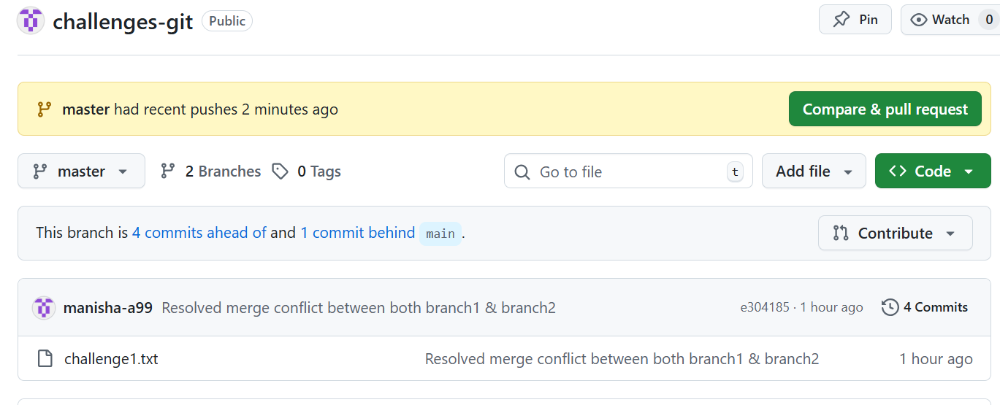 challenges-git Public Pin Watch 0
master had recent pushes 2 minutes ago Compare & pull request
master 2 Branches 0 Tags Go to file t Add file Code
This branch is 4 commits ahead of and 1 commit behind main . Contribute
manisha-a99 Resolved merge conflict between both branch1 & branch2 e304185 · 1 hour ago 4 Commits
challenge1.txt Resolved merge conflict between both branch1 & branch2 1 hour ago